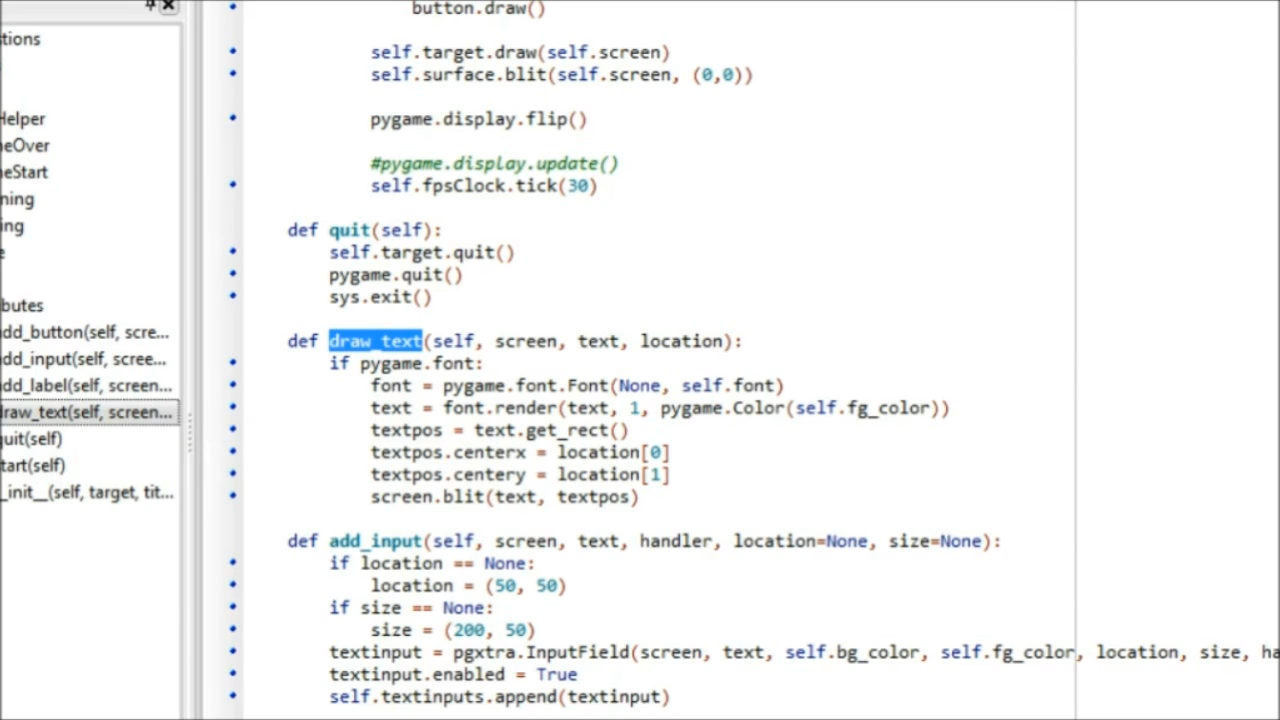 button.draw()
self.target.draw(self.screen)
self.surface.blit(self.screen, (0,0))
pygame.display.flip()
#pygame.display.update()
self.fpsClock.tick(30)
def quit(self):
self.target.quit()
pygame.quit()
sys.exit()
def draw_text(self, screen, text, location):
if pygame.font:
font = pygame.font.Font(None, self.font)
text = font.render(text, 1, pygame.Color(self.fg_color))
textpos = text.get_rect()
textpos.centerx = location[0]
textpos.centery = location[1]
screen.blit(text, textpos)
def add_input(self, screen, text, handler, location=None, size=None):
if location == None:
location = (50, 50)
if size == None:
size = (200, 50)
textinput = pgxtra.InputField(screen, text, self.bg_color, self.fg_color, location, size, ha
textinput.enabled = True
self.textinputs.append(textinput)
tions
Helper
neOver
neStart
ning
ing
e
butes
add_button(self, scre...
add_input(self, scree...
add_label(self, screen...
draw_text(self, screen...
quit(self)
tart(self)
_init__(self, target, tit...